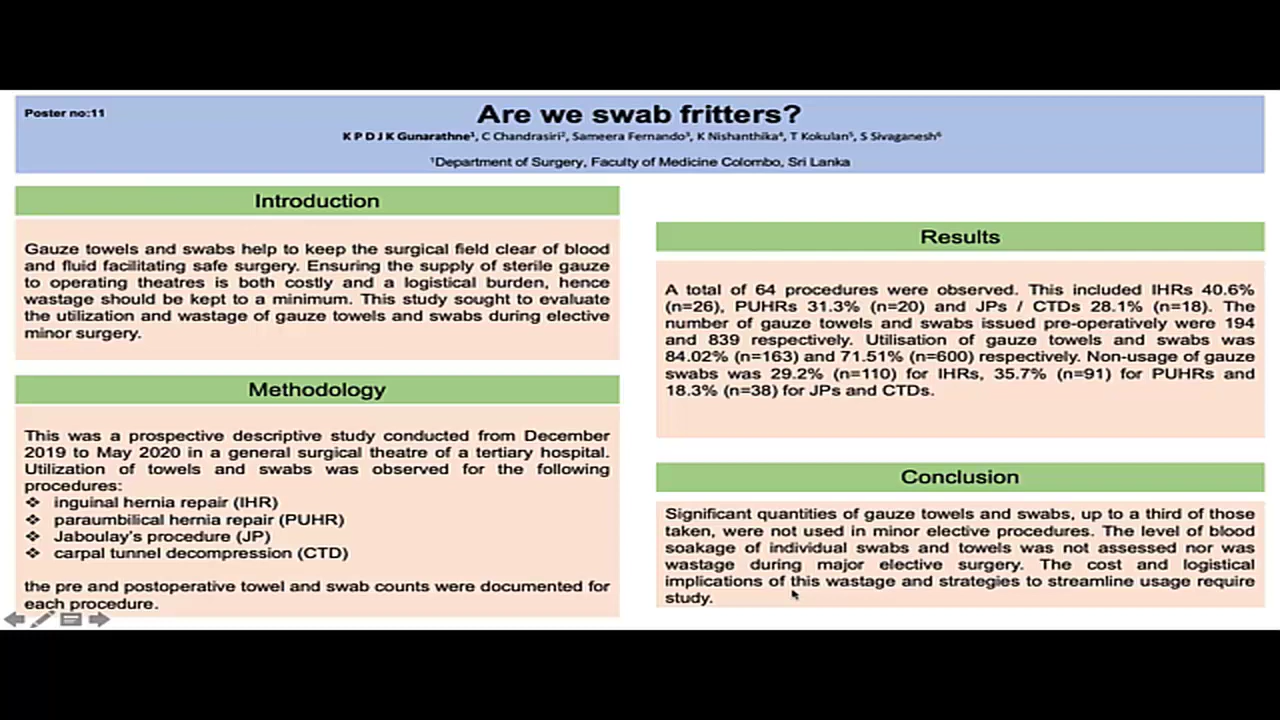 Poster no:11
Are we swab fritters?
K P D J K Gunarathne¹, C Chandrasiri², Sameera Fernando³, K Nishanthika⁴, T Kokulan⁵, S Sivaganesh⁶
¹Department of Surgery, Faculty of Medicine Colombo, Sri Lanka
Introduction
Gauze towels and swabs help to keep the surgical field clear of blood
and fluid facilitating safe surgery. Ensuring the supply of sterile gauze
to operating theatres is both costly and a logistical burden, hence
wastage should be kept to a minimum. This study sought to evaluate
the utilization and wastage of gauze towels and swabs during elective
minor surgery.
Methodology
This was a prospective descriptive study conducted from December
2019 to May 2020 in a general surgical theatre of a tertiary hospital.
Utilization of towels and swabs was observed for the following
procedures:
❖ inguinal hernia repair (IHR)
❖ paraumbilical hernia repair (PUHR)
❖ Jaboulay's procedure (JP)
❖ carpal tunnel decompression (CTD)
the pre and postoperative towel and swab counts were documented for
each procedure.
Results
A total of 64 procedures were observed. This included IHRs 40.6%
(n=26), PUHRs 31.3% (n=20) and JPs / CTDs 28.1% (n=18). The
number of gauze towels and swabs issued pre-operatively were 194
and 839 respectively. Utilisation of gauze towels and swabs was
84.02% (n=163) and 71.51% (n=600) respectively. Non-usage of gauze
swabs was 29.2% (n=110) for IHRs, 35.7% (n=91) for PUHRs and
18.3% (n=38) for JPs and CTDs.
Conclusion
Significant quantities of gauze towels and swabs, up to a third of those
taken, were not used in minor elective procedures. The level of blood
soakage of individual swabs and towels was not assessed nor was
wastage during major elective surgery. The cost and logistical
implications of this wastage and strategies to streamline usage require
study.